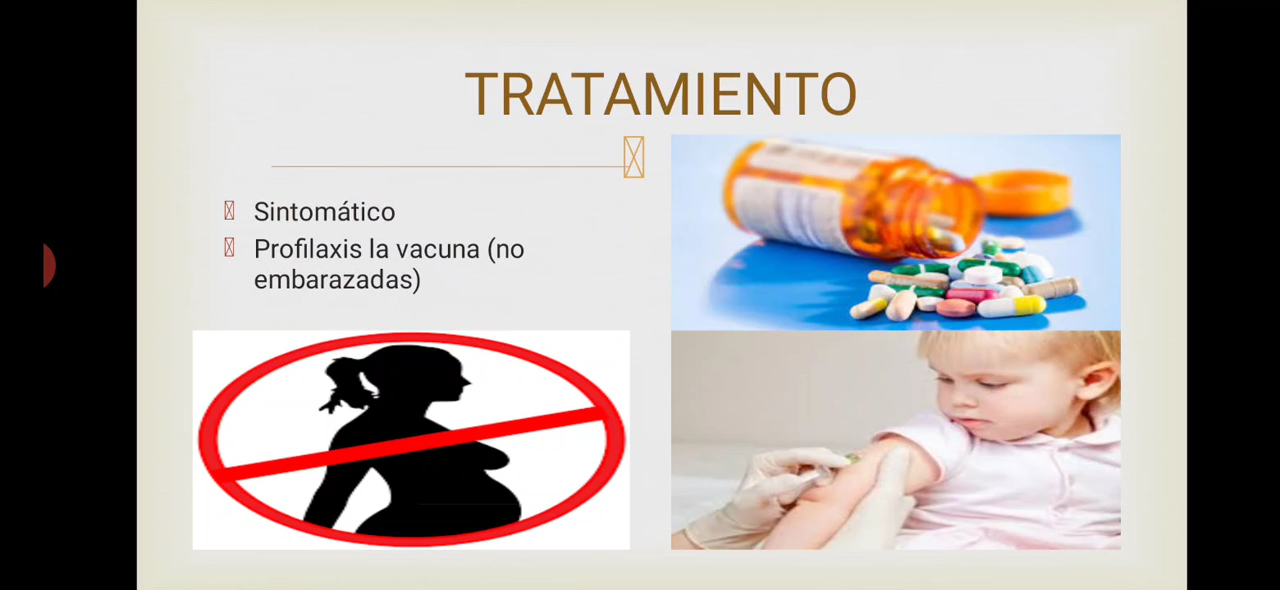 TRATAMIENTO
Sintomático
Profilaxis la vacuna (no
embarazadas)